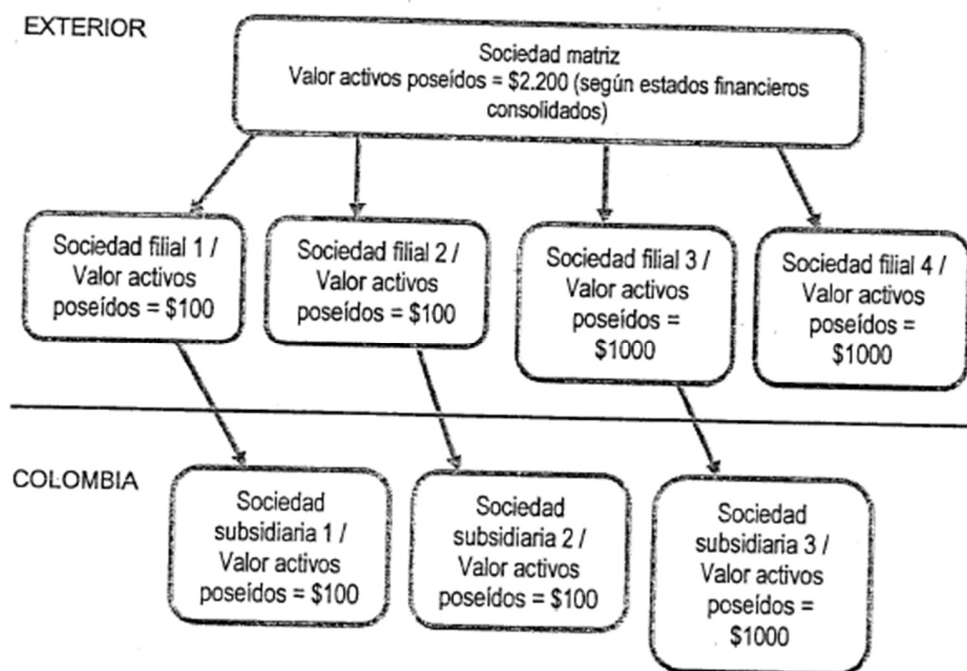 EXTERIOR
Sociedad matriz
Valor activos poseídos = $2.200 (según estados financieros
consolidados)
Sociedad filial 1 /
Valor activos
poseídos = $100
Sociedad filial 2 /
Valor activos
poseídos = $100
Sociedad filial 3 /
Valor activos
poseídos =
$1000
Sociedad filial 4 /
Valor activos
poseídos =
$1000
COLOMBIA
Sociedad
subsidiaria 1 /
Valor activos
poseídos = $100
Sociedad
subsidiaria 2 /
Valor activos
poseídos = $100
Sociedad
subsidiaria 3 /
Valor activos
poseídos =
$1000